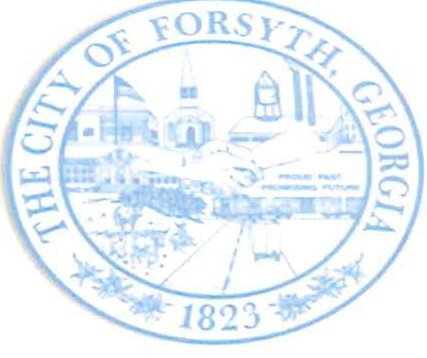 THE CITY OF FORSYTH, GEORGIA
PROUD PAST
PROMISING FUTURE
1823